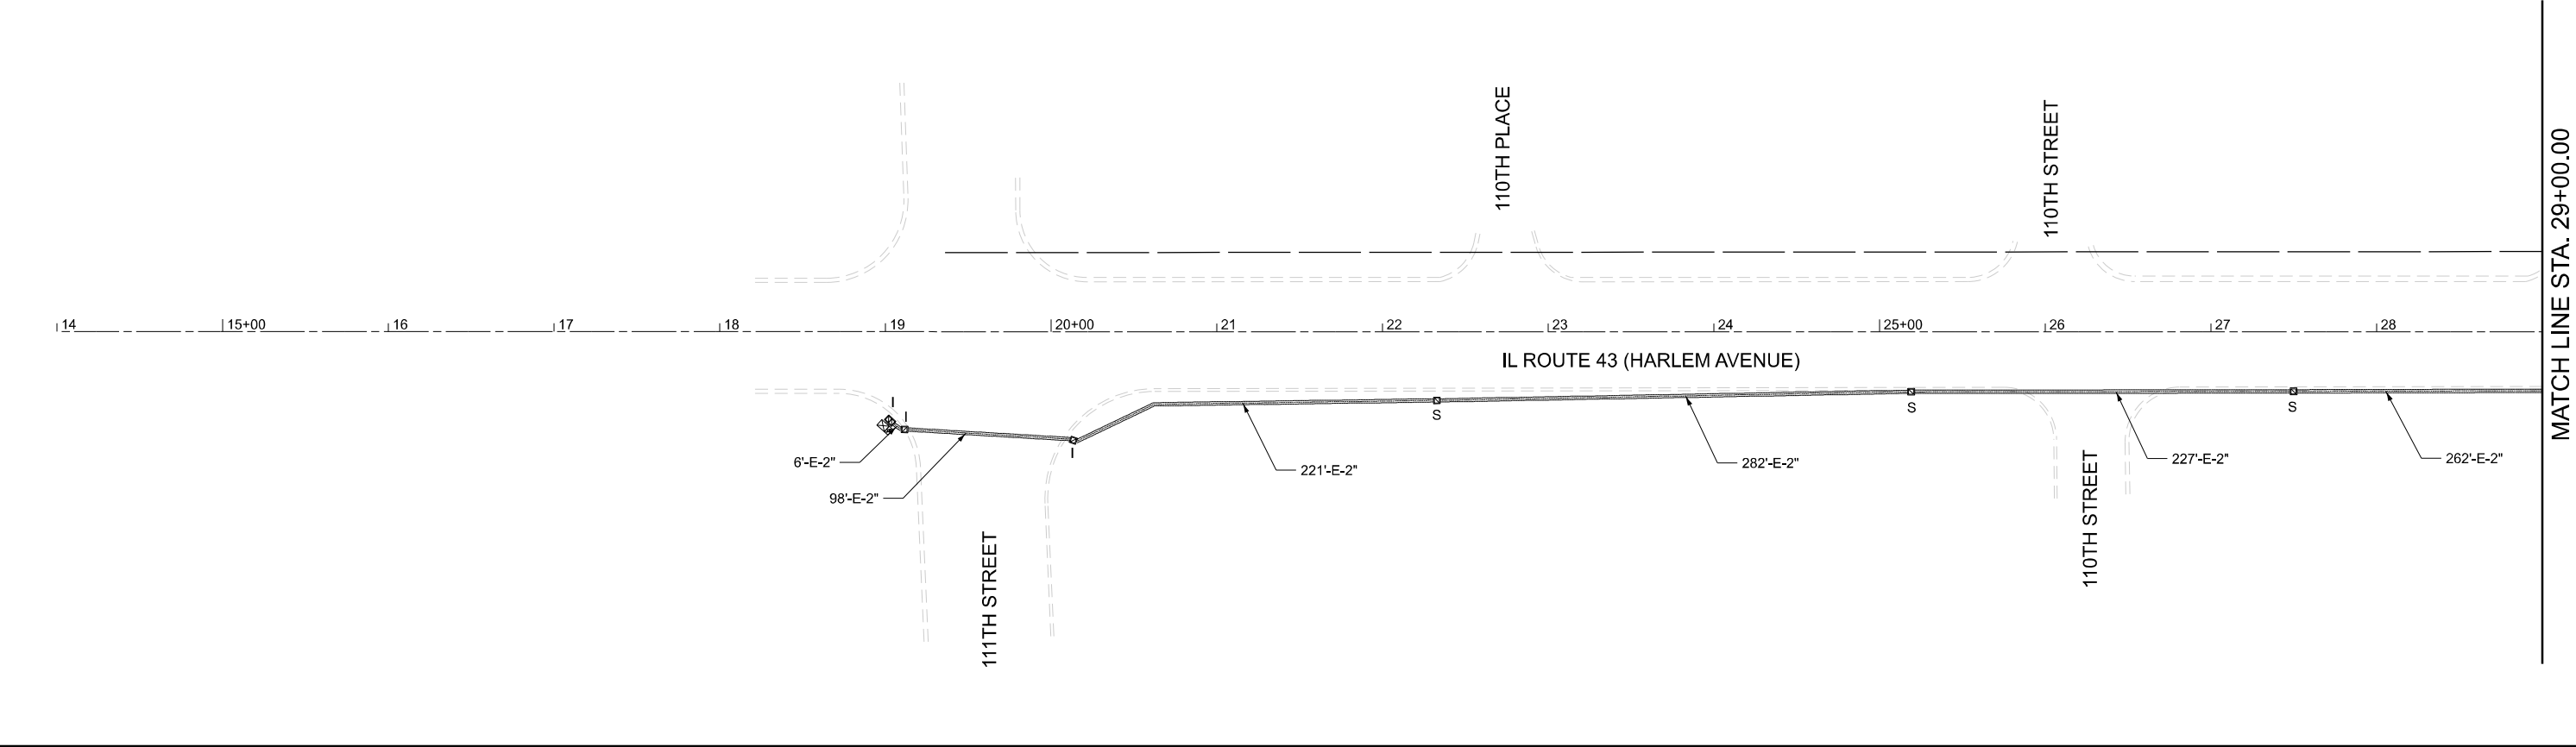 110TH PLACE
110TH STREET
MATCH LINE STA. 29+00.00
14
15+00
16
17
18
19
20+00
21
22
23
24
25+00
26
27
28
IL ROUTE 43 (HARLEM AVENUE)
I
I
I
S
S
S
6'-E-2"
98'-E-2"
221'-E-2"
282'-E-2"
227'-E-2"
262'-E-2"
111TH STREET
110TH STREET